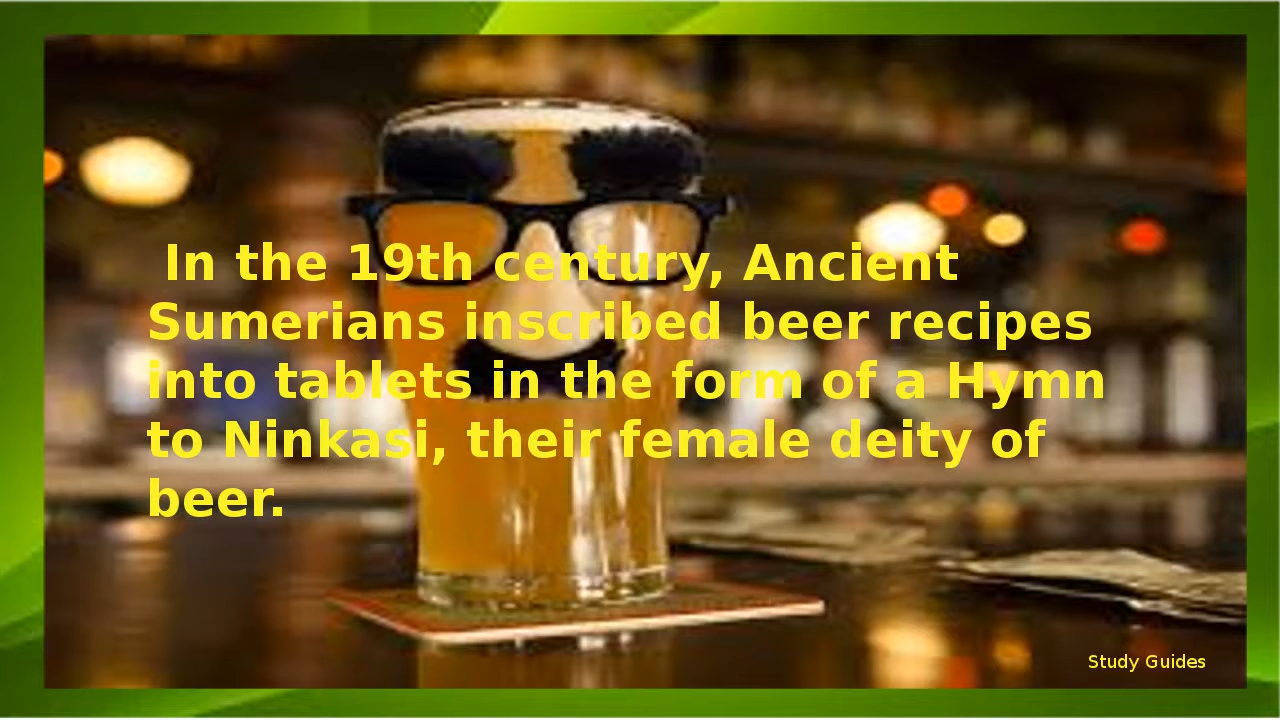 In the 19th century, Ancient
Sumerians inscribed beer recipes
into tablets in the form of a Hymn
to Ninkasi, their female deity of
beer.
Study Guides